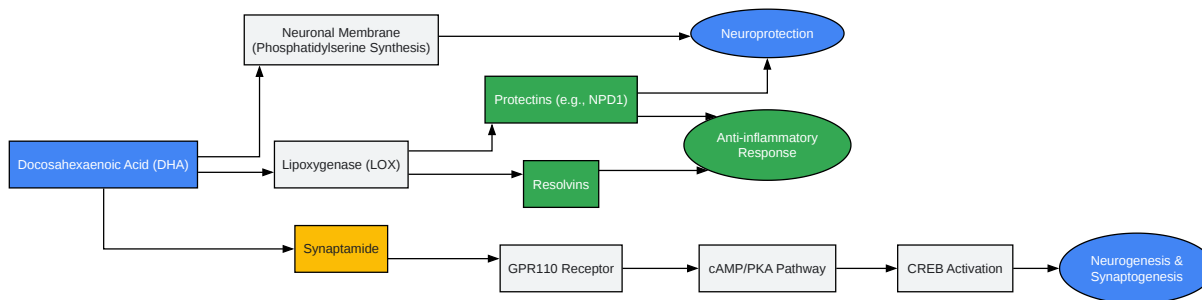 Neuronal Membrane
(Phosphatidylserine Synthesis)
Neuroprotection
Protectins (e.g., NPD1)
Anti-inflammatory
Response
Docosahexaenoic Acid (DHA)
Lipoxygenase (LOX)
Resolvins
Synaptamide
GPR110 Receptor
cAMP/PKA Pathway
CREB Activation
Neurogenesis &
Synaptogenesis